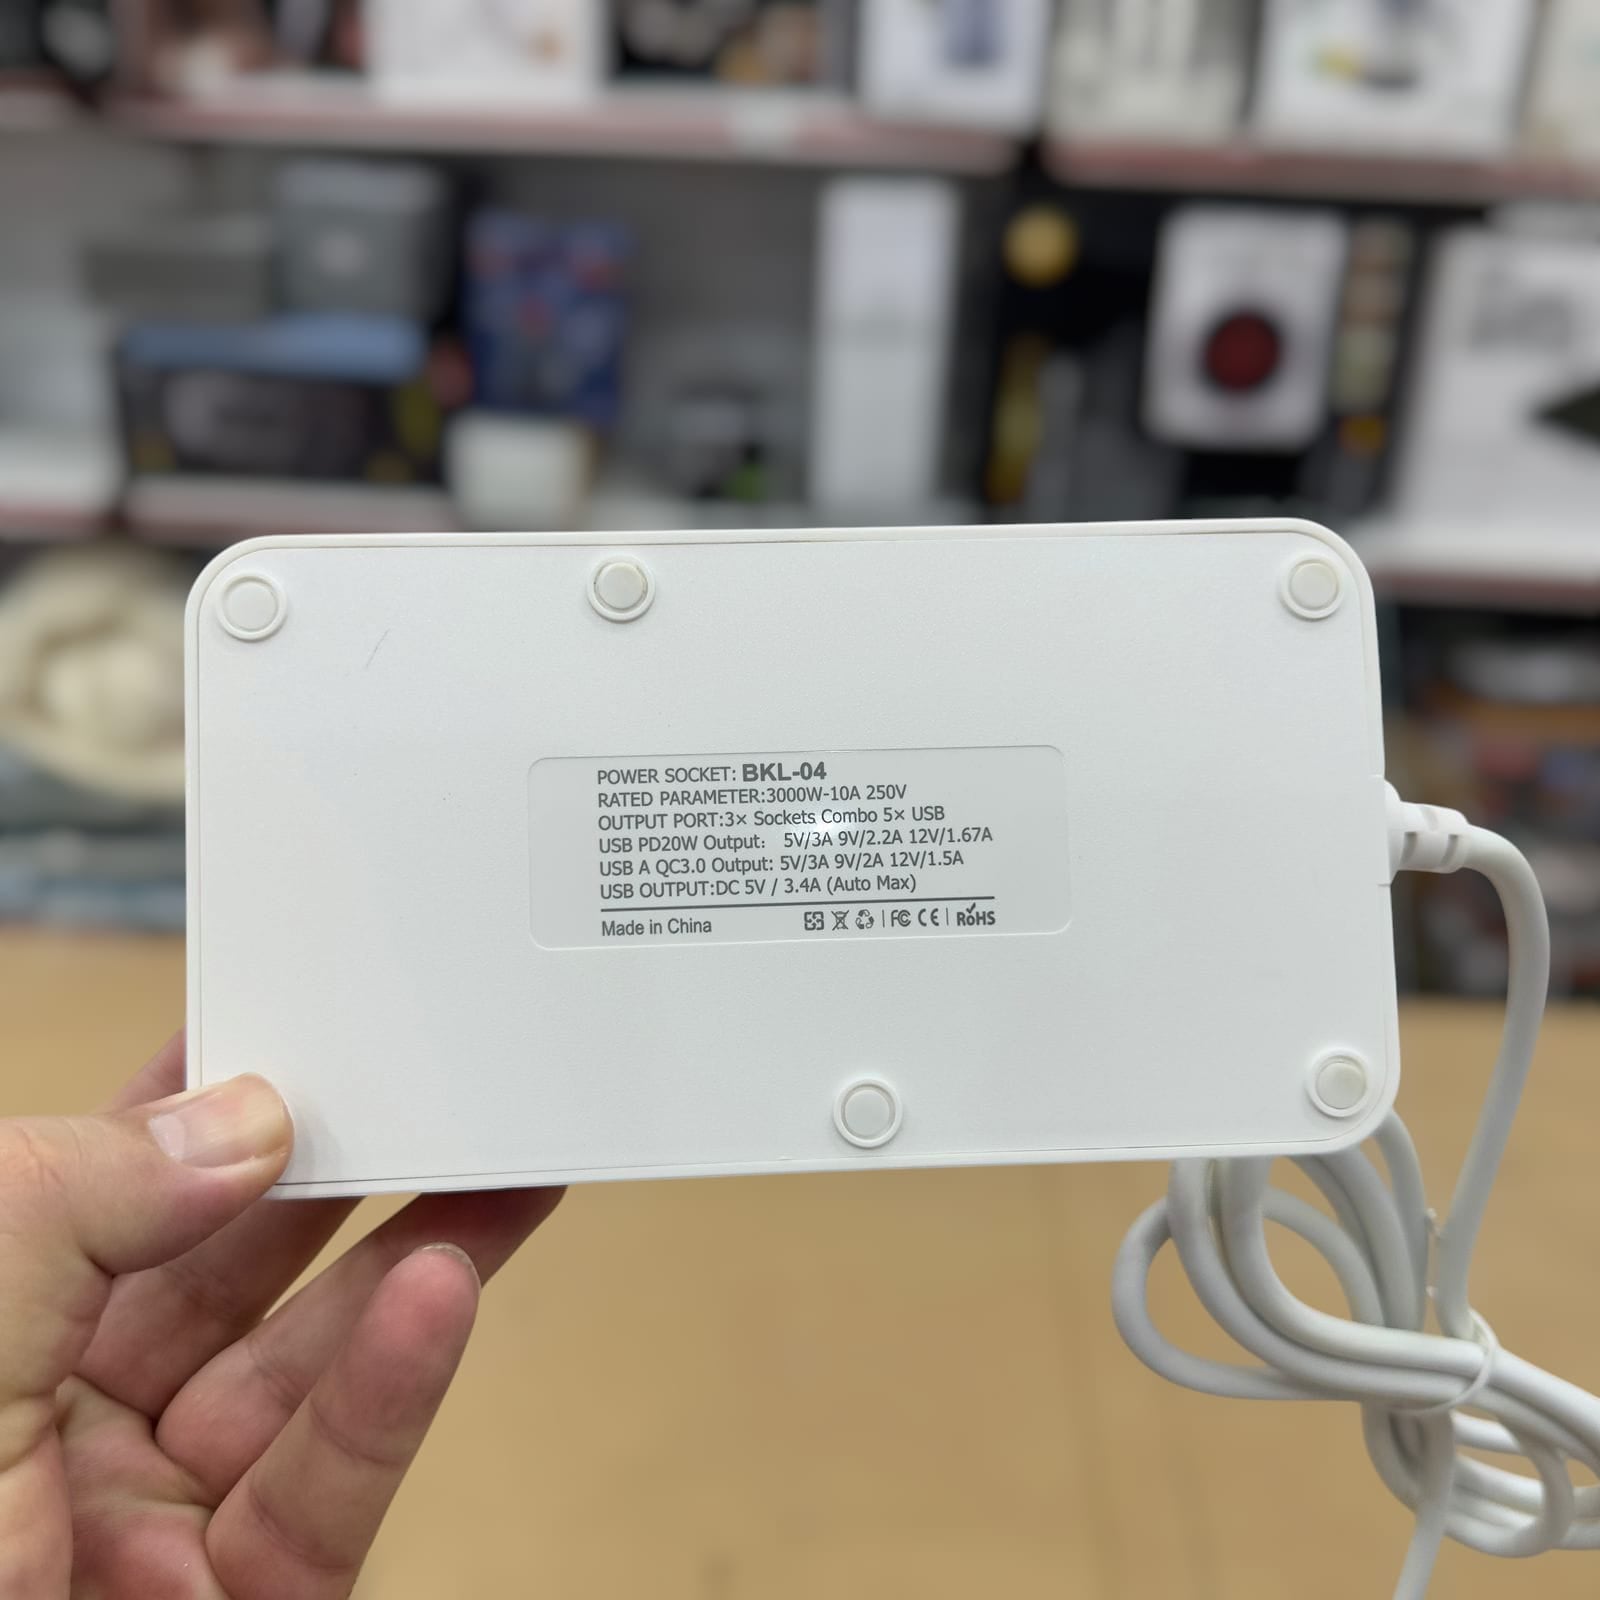 POWER SOCKET: BKL-04
RATED PARAMETER:3000W-10A 250V
OUTPUT PORT:3× Sockets Combo 5× USB
USB PD20W Output: 5V/3A 9V/2.2A 12V/1.67A
USB A QC3.0 Output: 5V/3A 9V/2A 12V/1.5A
USB OUTPUT:DC 5V / 3.4A (Auto Max)
Made in China FC CE RoHS